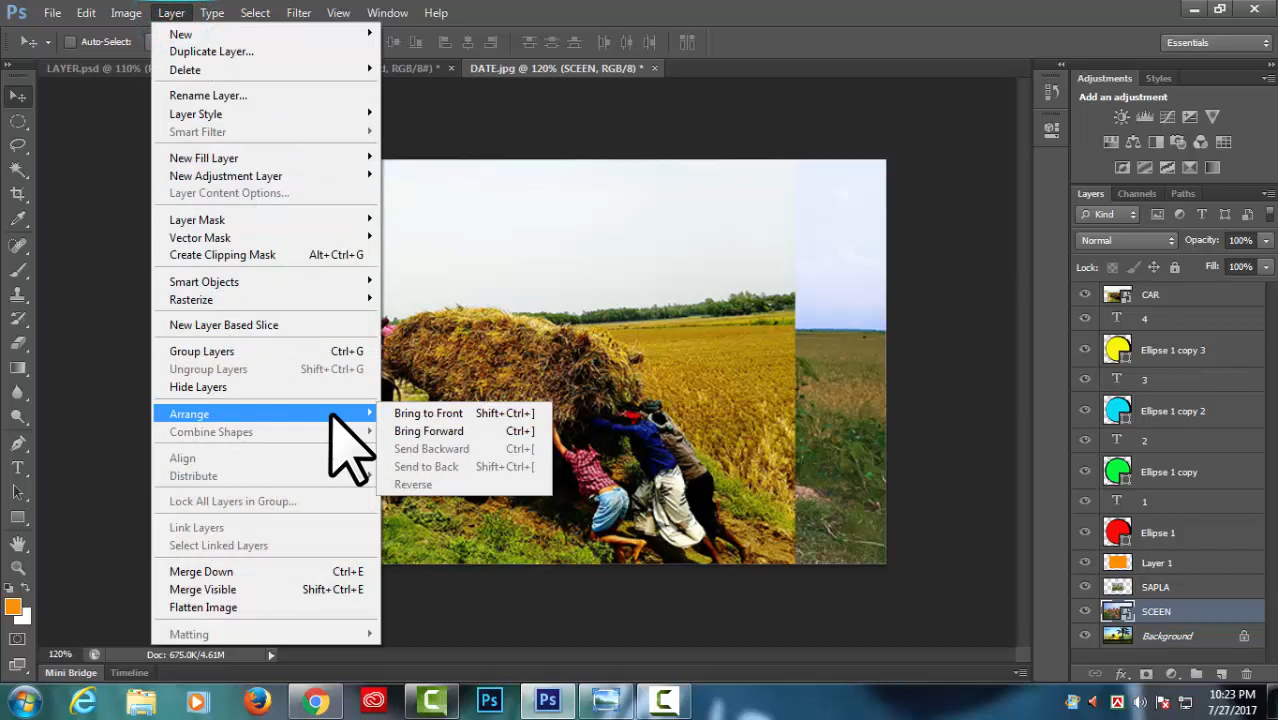 Ps File Edit Image Layer Type Select Filter View Window Help
Auto-Select:
Essentials
LAYER.psd @ 110% (
d, RGB/8#) *
DATE.jpg @ 120% (SCEEN, RGB/8) *
New
Duplicate Layer...
Delete
Rename Layer...
Layer Style
Smart Filter
New Fill Layer
New Adjustment Layer
Layer Content Options...
Layer Mask
Vector Mask
Create Clipping Mask Alt+Ctrl+G
Smart Objects
Rasterize
New Layer Based Slice
Group Layers Ctrl+G
Ungroup Layers Shift+Ctrl+G
Hide Layers
Arrange
Combine Shapes
Align
Distribute
Lock All Layers in Group...
Link Layers
Select Linked Layers
Merge Down Ctrl+E
Merge Visible Shift+Ctrl+E
Flatten Image
Matting
Bring to Front Shift+Ctrl+]
Bring Forward Ctrl+]
Send Backward Ctrl+[
Send to Back Shift+Ctrl+[
Reverse
Adjustments Styles
Add an adjustment
Layers Channels Paths
Kind
Normal Opacity: 100%
Lock: Fill: 100%
CAR
T 4
Ellipse 1 copy 3
T 3
Ellipse 1 copy 2
T 2
Ellipse 1 copy
T 1
Ellipse 1
Layer 1
SAPLA
SCEEN
Background
120% Doc: 675.0K/4.61M
Mini Bridge Timeline
Ps Ps
10:23 PM
7/27/2017